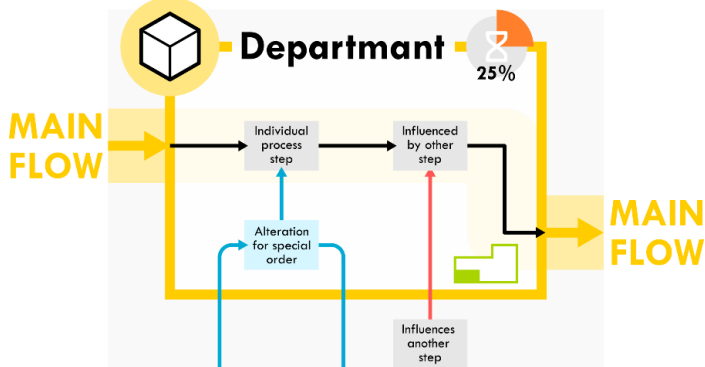 Departmant
25%
MAIN
FLOW
Individual
process
step
Influenced
by other
step
Alteration
for special
order
MAIN
FLOW
Influences
another
step